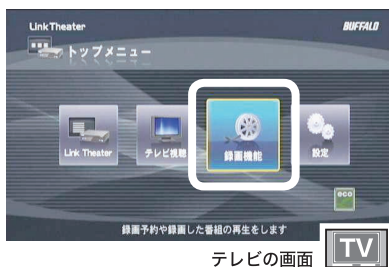 LinkTheater
BUFFALO
トップメニュー
Link Theater
テレビ視聴
録画機能
設定
eco
録画予約や録画した番組の再生をします
テレビの画面
TV